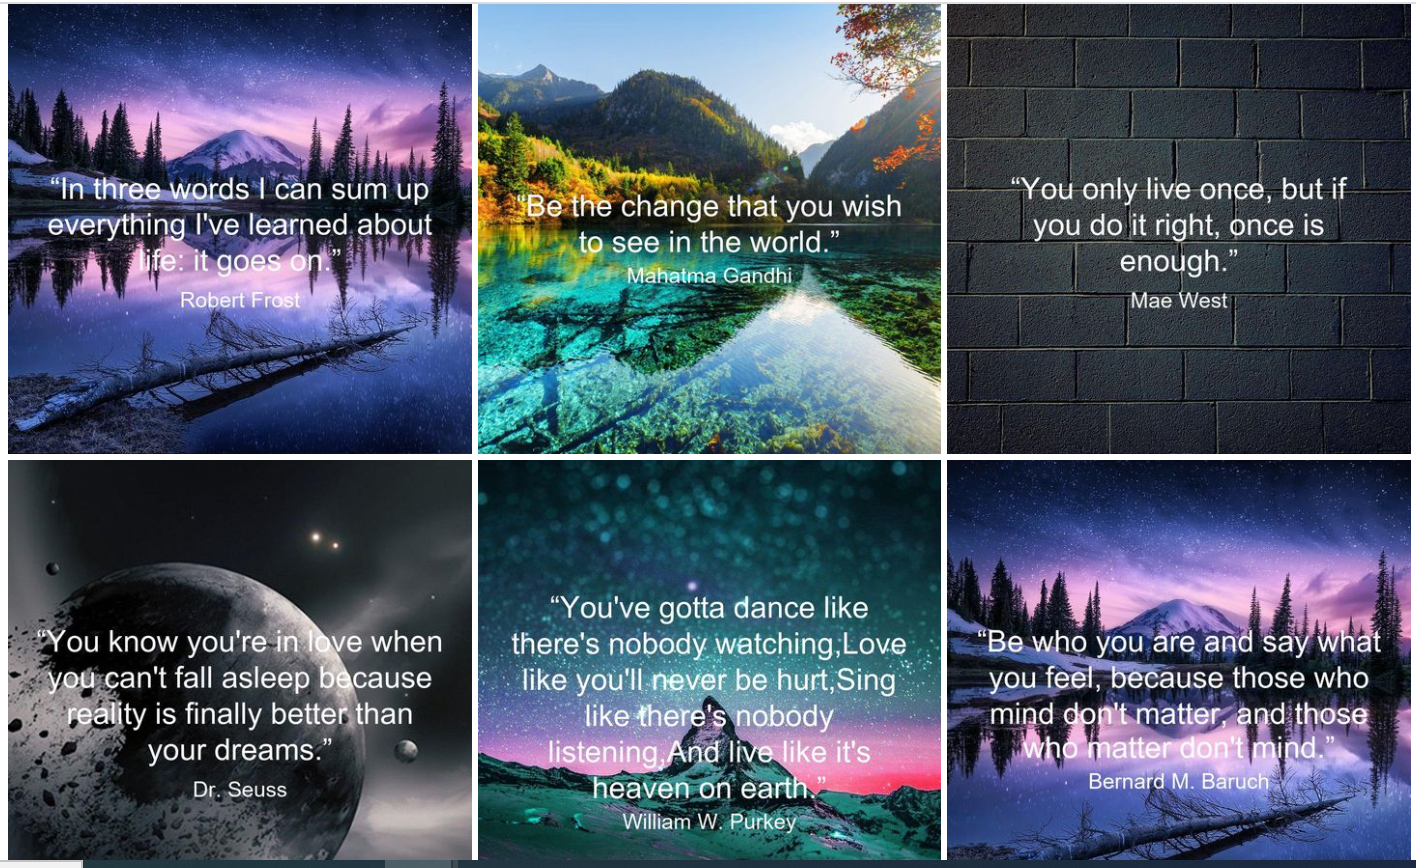 “In three words I can sum up
everything I've learned about
life: it goes on.”
Robert Frost
“Be the change that you wish
to see in the world.”
Mahatma Gandhi
“You only live once, but if
you do it right, once is
enough.”
Mae West
“You know you're in love when
you can't fall asleep because
reality is finally better than
your dreams.”
Dr. Seuss
“You've gotta dance like
there's nobody watching,Love
like you'll never be hurt,Sing
like there's nobody
listening,And live like it's
heaven on earth.”
William W. Purkey
“Be who you are and say what
you feel, because those who
mind don't matter, and those
who matter don't mind.”
Bernard M. Baruch